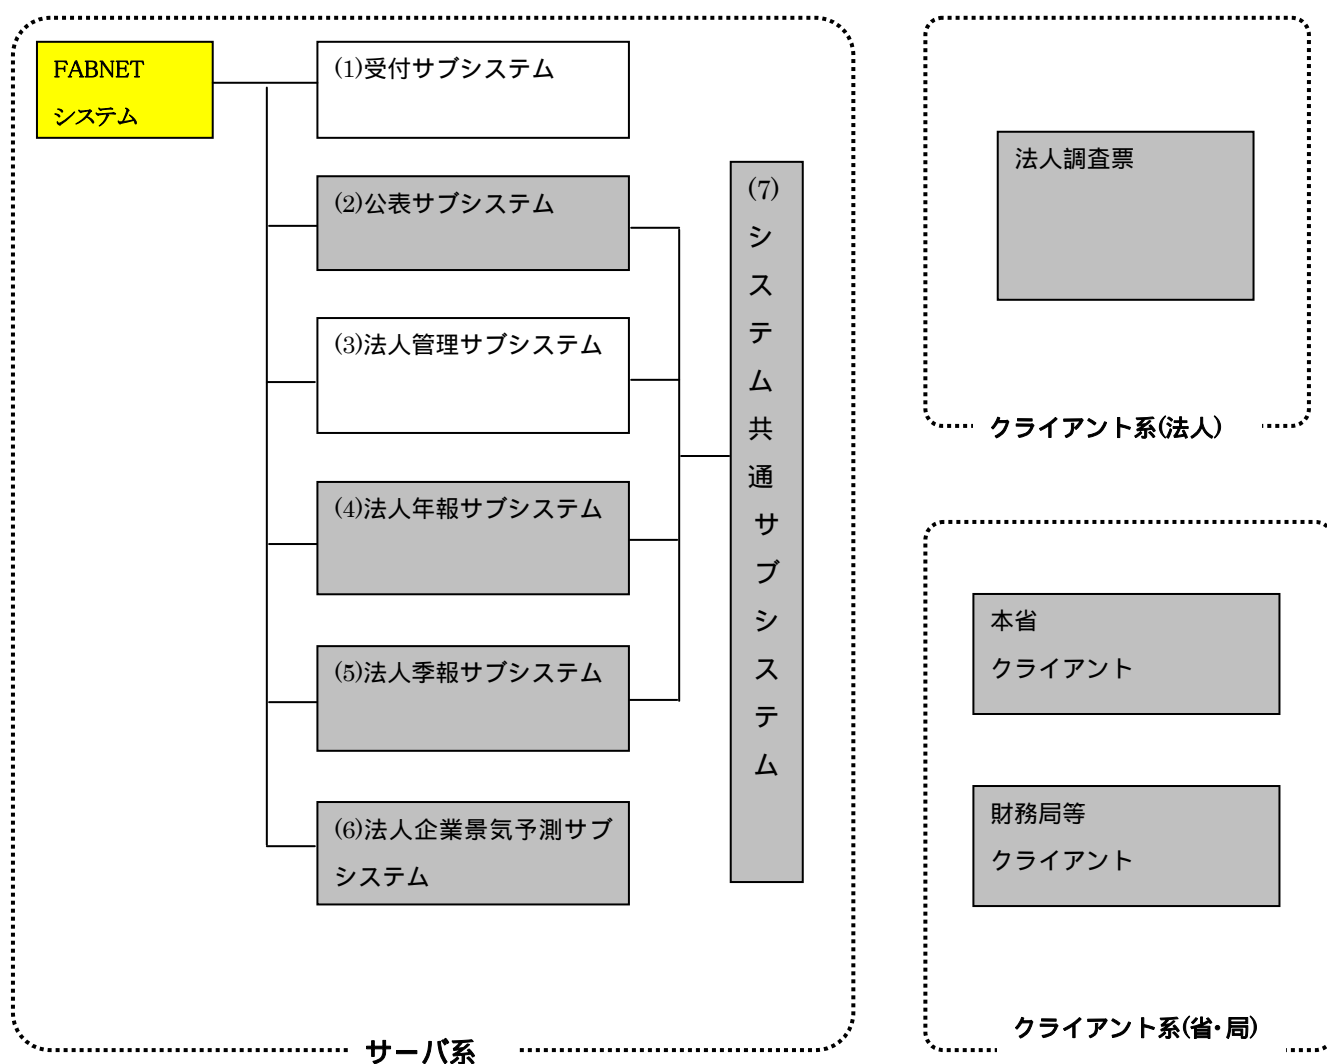 FABNET
システム
(1)受付サブシステム
(2)公表サブシステム
(3)法人管理サブシステム
(4)法人年報サブシステム
(5)法人季報サブシステム
(6)法人企業景気予測サブ
システム
(7)
システム共通サブシステム
サーバ系
法人調査票
クライアント系(法人)
本省
クライアント
財務局等
クライアント
クライアント系(省・局)